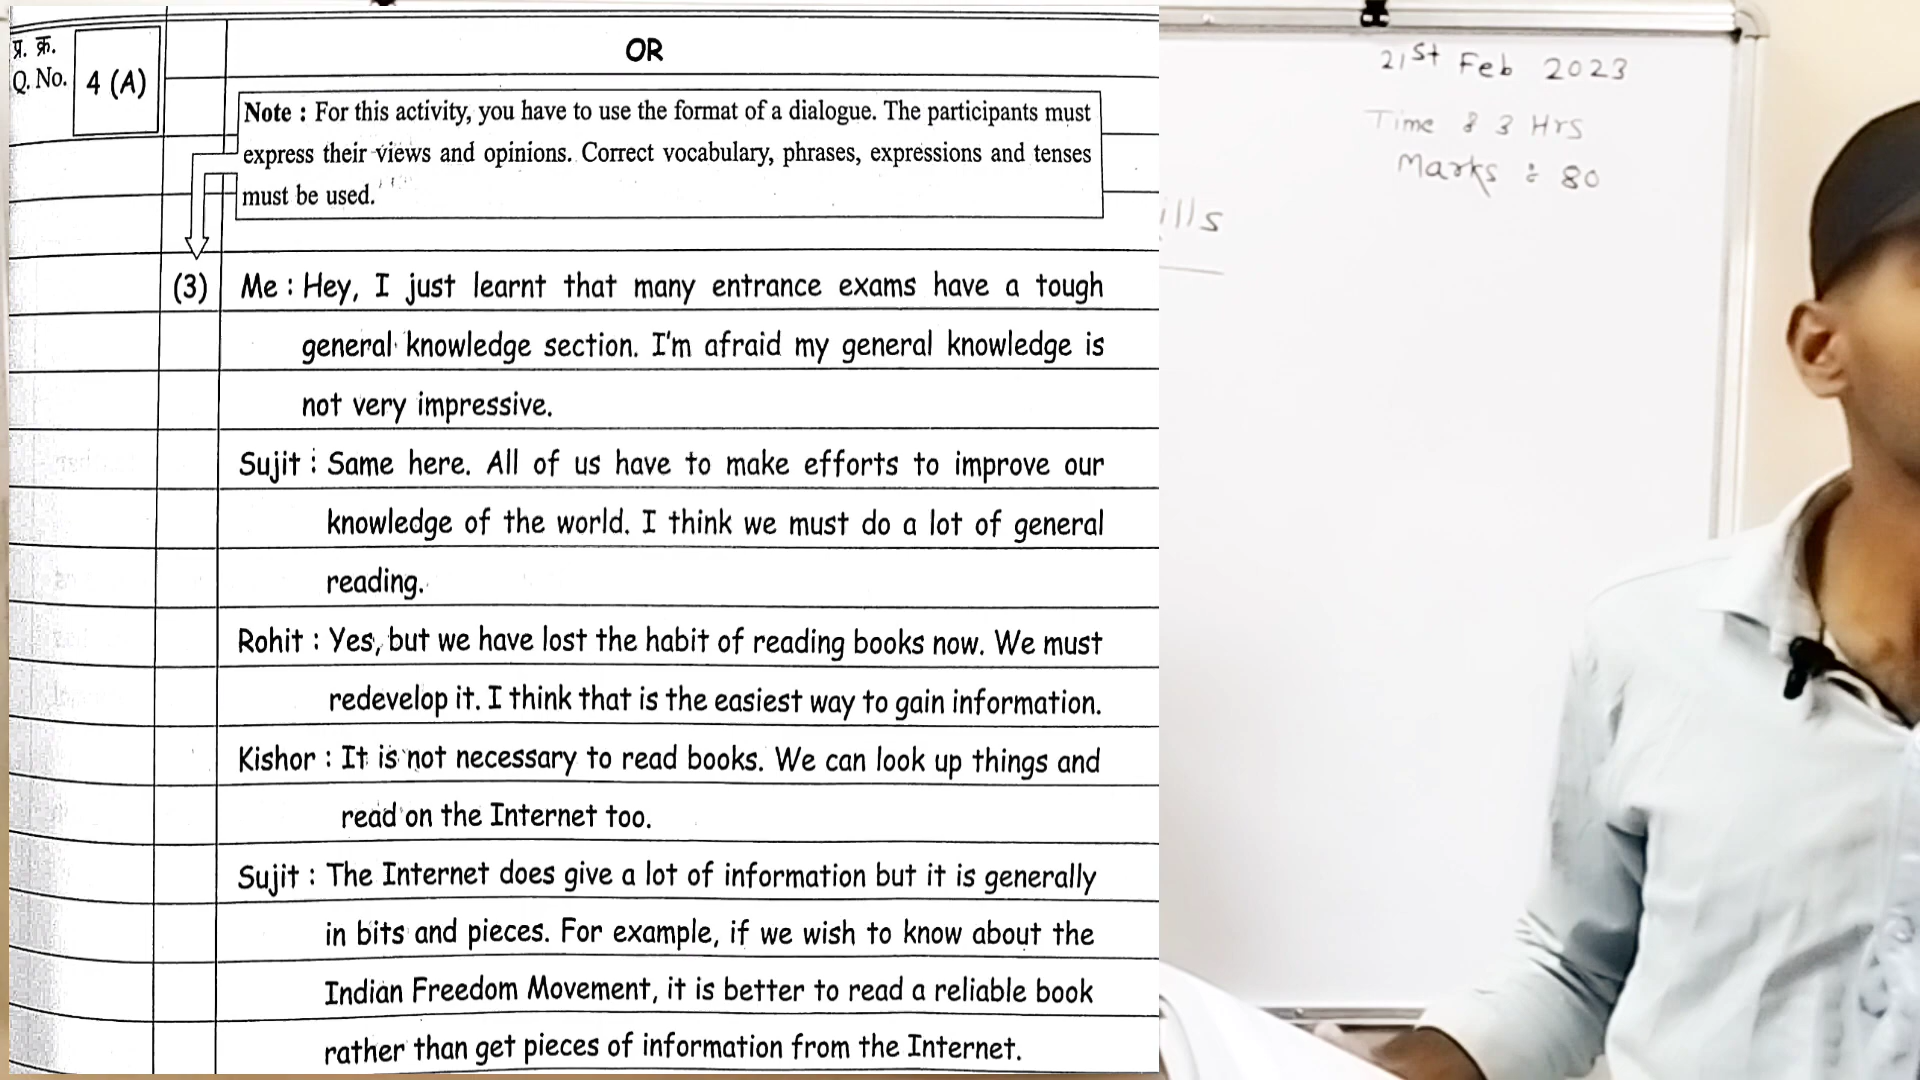 प्र. क्र.
Q. No.
4 (A)
OR
Note : For this activity, you have to use the format of a dialogue. The participants must
express their views and opinions. Correct vocabulary, phrases, expressions and tenses
must be used.
(3) Me : Hey, I just learnt that many entrance exams have a tough
general knowledge section. I'm afraid my general knowledge is
not very impressive.
Sujit : Same here. All of us have to make efforts to improve our
knowledge of the world. I think we must do a lot of general
reading.
Rohit : Yes, but we have lost the habit of reading books now. We must
redevelop it. I think that is the easiest way to gain information.
Kishor : It is not necessary to read books. We can look up things and
read on the Internet too.
Sujit : The Internet does give a lot of information but it is generally
in bits and pieces. For example, if we wish to know about the
Indian Freedom Movement, it is better to read a reliable book
rather than get pieces of information from the Internet.
21st Feb 2023
Time : 3 Hrs
Marks : 80
ills